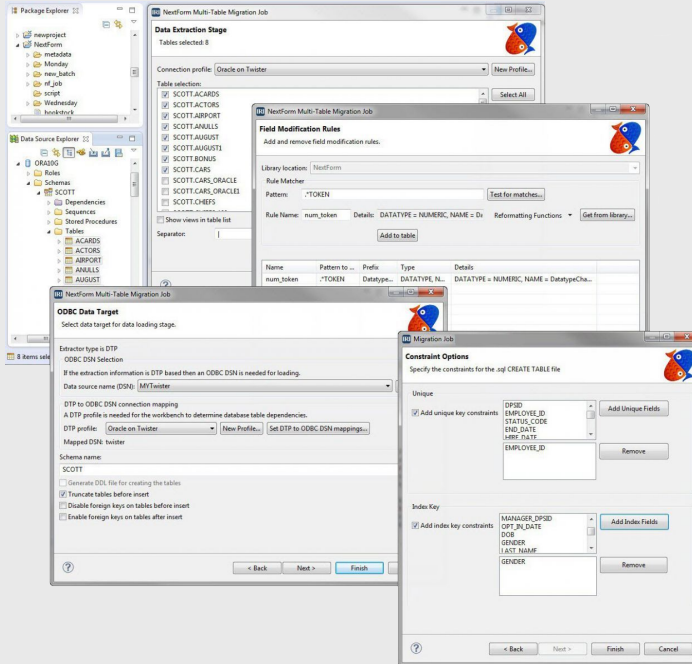 Package Explorer
newproject
NextForm
metadata
Monday
new_batch
nf_job
script
Wednesday
bookstock
Data Source Explorer
ORA10G
Roles
Schemas
SCOTT
Dependencies
Sequences
Stored Procedures
Tables
ACARDS
ACTORS
AIRPORT
ANULLS
AUGUST
8 items sele
NextForm Multi-Table Migration Job
Data Extraction Stage
Tables selected: 8
Connection profile: Oracle on Twister
New Profile...
Table selection:
SCOTT.ACARDS
Select All
SCOTT.ACTORS
SCOTT.AIRPORT
SCOTT.ANULLS
SCOTT.AUGUST
SCOTT.AUGUST1
SCOTT.BONUS
SCOTT.CARS
SCOTT.CARS_ORACLE
SCOTT.CARS_ORACLE1
SCOTT.CHIEFS
Show views in table list
Separator: |
NextForm Multi-Table Migration Job
Field Modification Rules
Add and remove field modification rules.
Library location: NextForm
Rule Matcher
Pattern: .*TOKEN
Test for matches...
Rule Name: num_token Details: DATATYPE = NUMERIC, NAME = Da Reformatting Functions Get from library...
Add to table
Name Pattern to ... Prefix Type Details
num_token .*TOKEN Datatype... DATATYPE, N... DATATYPE = NUMERIC, NAME = DatatypeCha...
NextForm Multi-Table Migration Job
ODBC Data Target
Select data target for data loading stage.
Extractor type is DTP
ODBC DSN Selection
If the extraction information is DTP based then an ODBC DSN is needed for loading.
Data source name (DSN): MYTwister
DTP to ODBC DSN connection mapping
A DTP profile is needed for the workbench to determine database table dependencies.
DTP profile: Oracle on Twister New Profile... Set DTP to ODBC DSN mappings...
Mapped DSN: twister
Schema name:
SCOTT
Generate DDL file for creating the tables
Truncate tables before insert
Disable foreign keys on tables before insert
Enable foreign keys on tables after insert
< Back Next > Finish
Migration Job
Constraint Options
Specify the constraints for the .sql CREATE TABLE file
Unique
Add unique key constraints
DPSID
EMPLOYEE_ID
STATUS_CODE
END_DATE
HIRE_DATE
Add Unique Fields
EMPLOYEE_ID
Remove
Index Key
Add index key constraints
MANAGER_DPSID
OPT_IN_DATE
DOB
GENDER
LAST_NAME
Add Index Fields
GENDER
Remove
< Back Next > Finish Cancel